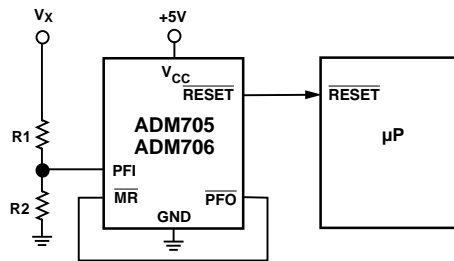 VX
+5V
VCC
RESET
RESET
R1
ADM705
ADM706
µP
PFI
R2
MR
PFO
GND